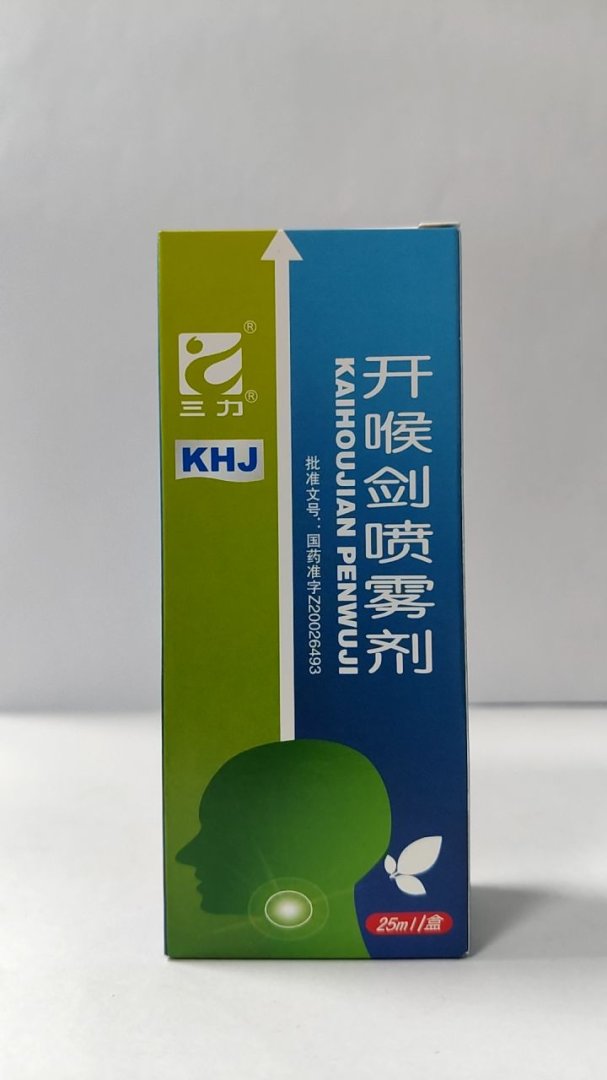 ®
三力®
KHJ
开喉剑喷雾剂
KAIHOUJIAN PENWUJI
批准文号：国药准字Z20026493
25ml/盒